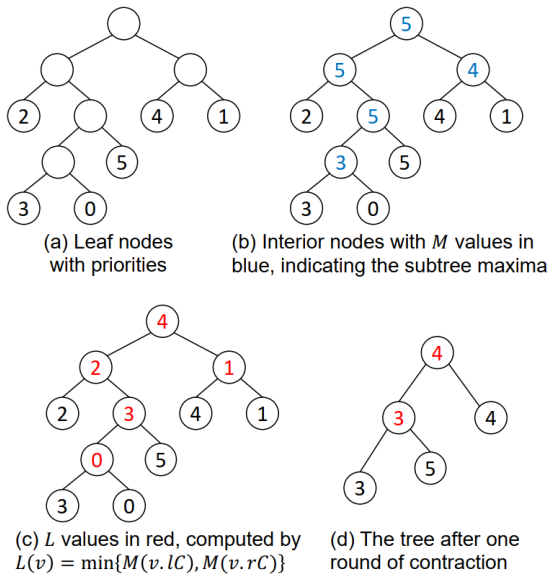 5
5 4
2 4 1 2 5 4 1
5 3 5
3 0 3 0
(a) Leaf nodes
with priorities
(b) Interior nodes with M values in
blue, indicating the subtree maxima
4
2 1
2 3 4 1
0 5
3 0
4
3 4
5
3
(c) L values in red, computed by
L(v) = min{M(v.lC), M(v.rC)}
(d) The tree after one
round of contraction